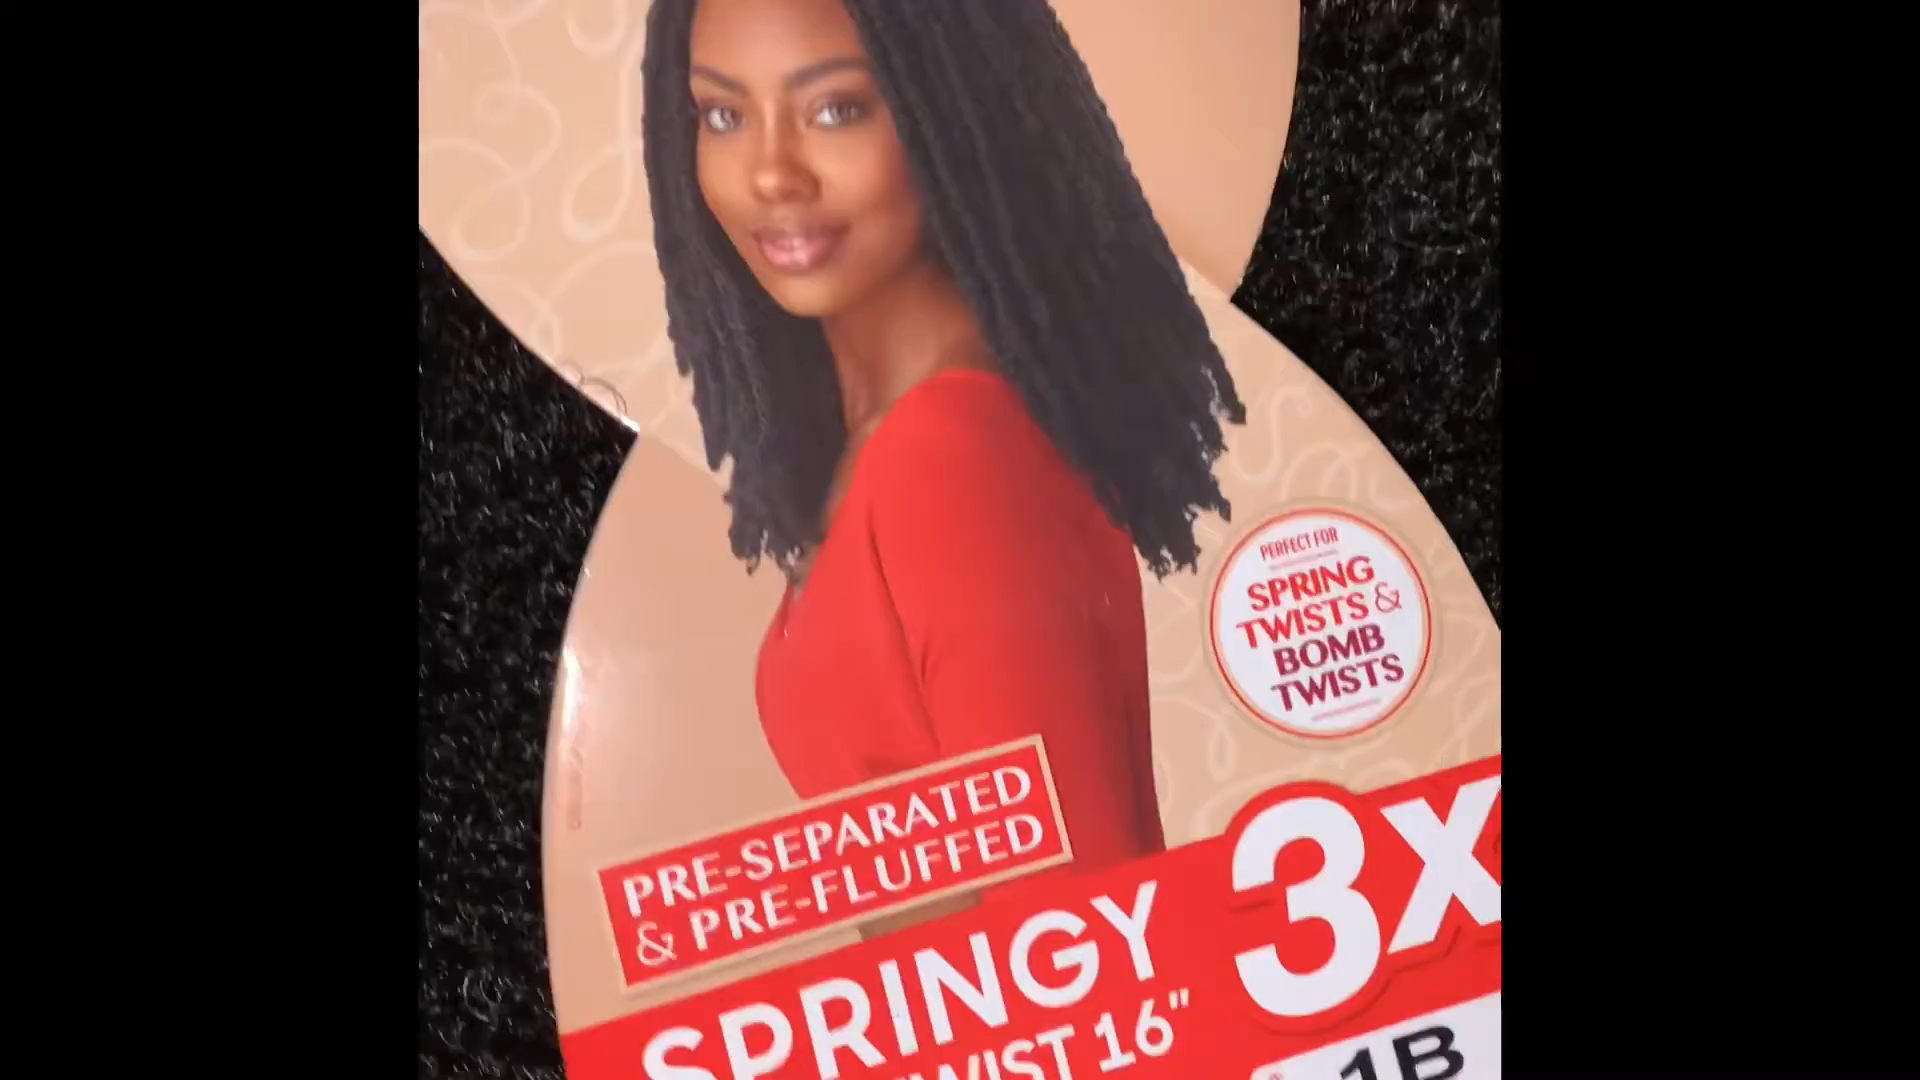 PERFECT FOR
SPRING
TWISTS &
BOMB
TWISTS
PRE-SEPARATED
& PRE-FLUFFED
SPRINGY
TWIST 16"
3X
1B